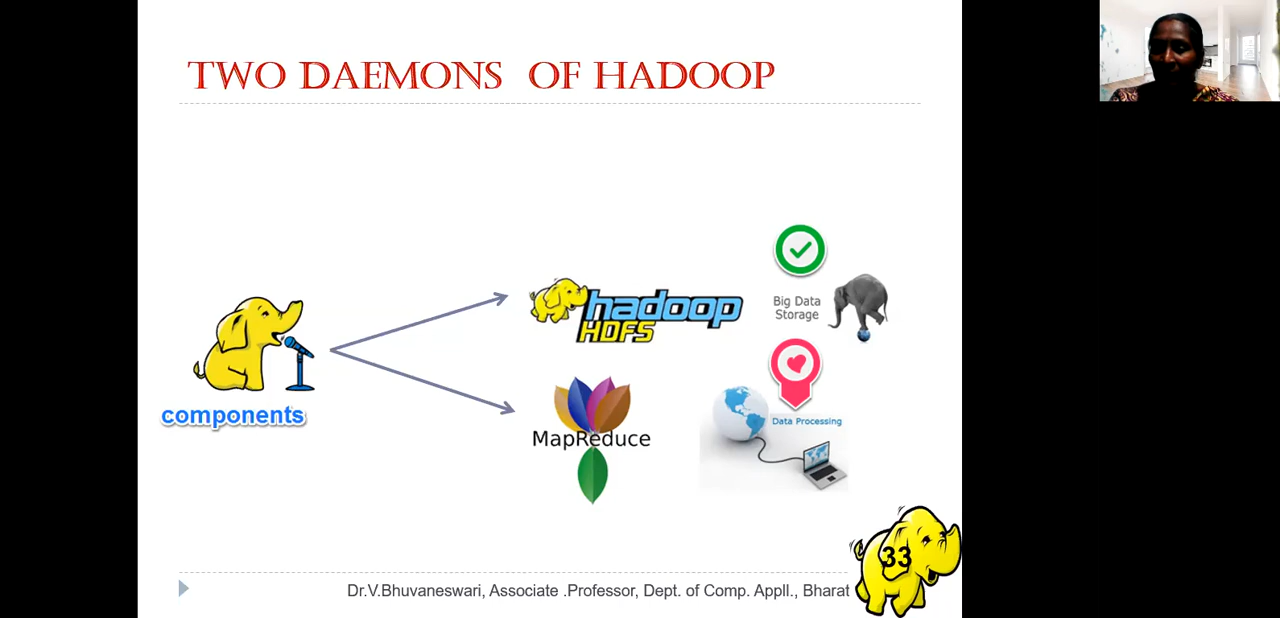 TWO DAEMONS OF HADOOP
components
hadoop
HDFS
Big Data
Storage
MapReduce
Data Processing
33
Dr.V.Bhuvaneswari, Associate .Professor, Dept. of Comp. Appll., Bharat